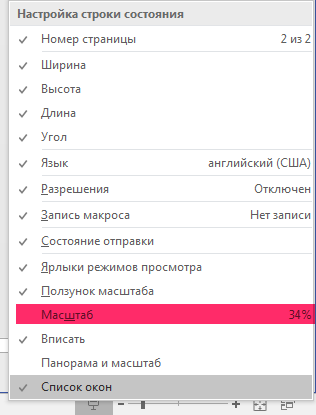 Настройка строки состояния
Номер страницы 2 из 2
Ширина
Высота
Длина
Угол
Язык английский (США)
Разрешения Отключен
Запись макроса Нет записи
Состояние отправки
Ярлыки режимов просмотра
Ползунок масштаба
Масштаб 34%
Вписать
Панорама и масштаб
Список окон